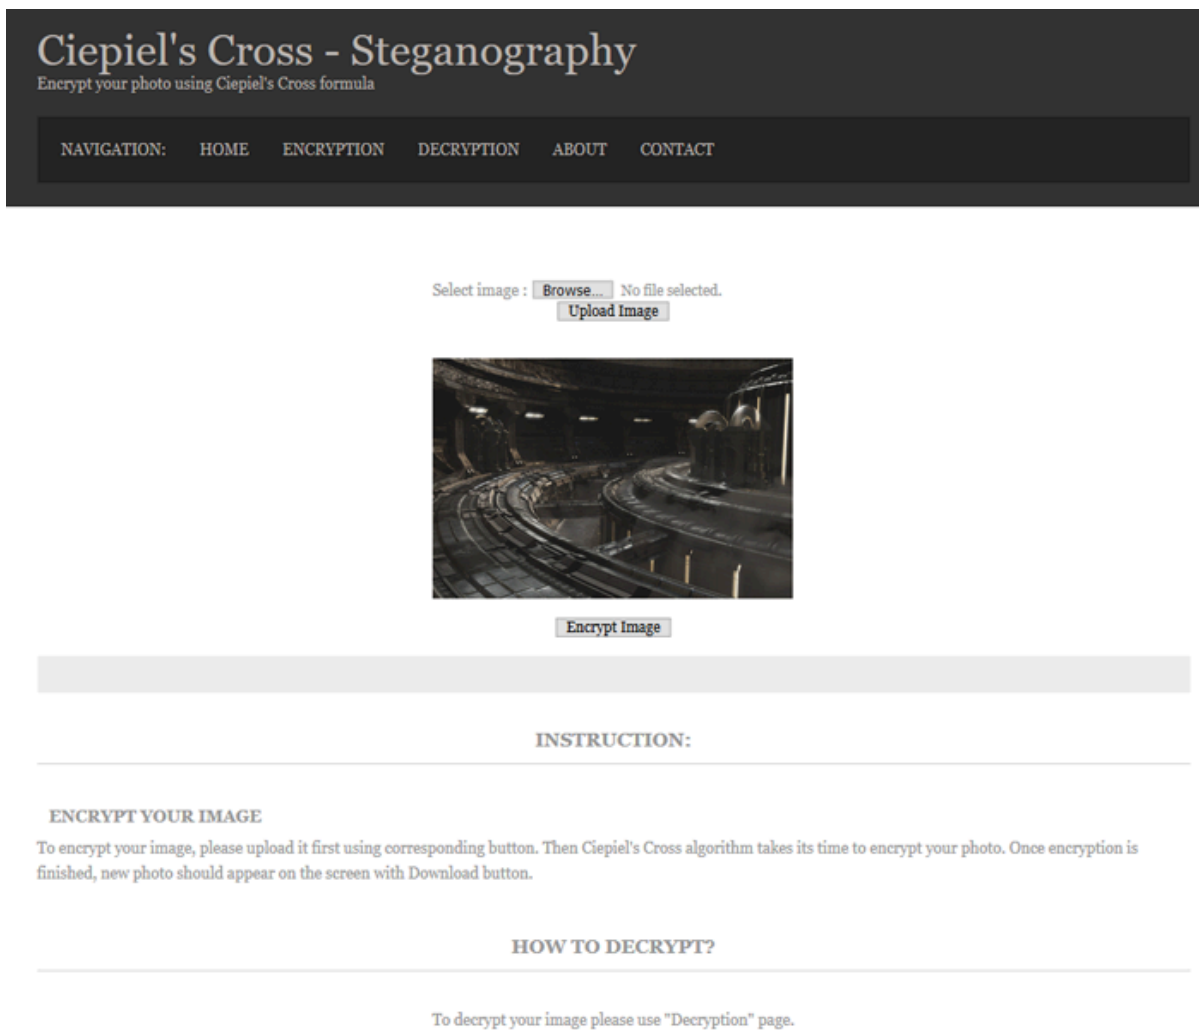 Ciepiel's Cross - Steganography
Encrypt your photo using Ciepiel's Cross formula
NAVIGATION: HOME ENCRYPTION DECRYPTION ABOUT CONTACT
Select image : Browse... No file selected.
Upload Image
Encrypt Image
INSTRUCTION:
ENCRYPT YOUR IMAGE
To encrypt your image, please upload it first using corresponding button. Then Ciepiel's Cross algorithm takes its time to encrypt your photo. Once encryption is
finished, new photo should appear on the screen with Download button.
HOW TO DECRYPT?
To decrypt your image please use "Decryption" page.